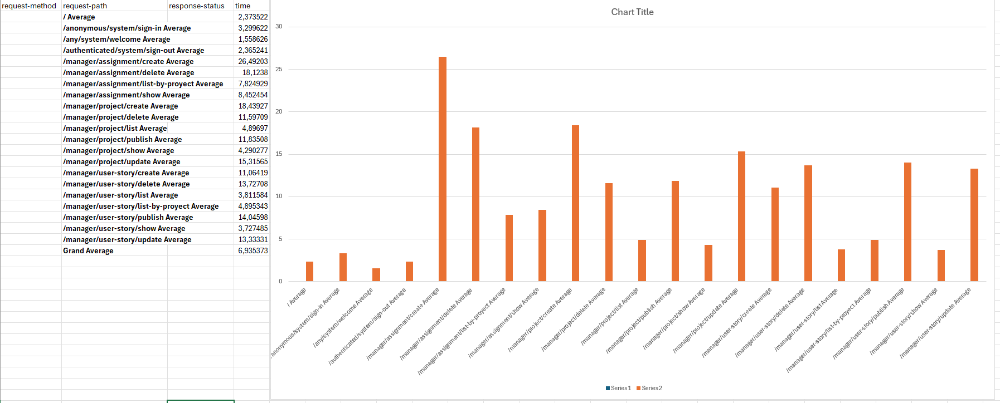 request-method request-path response-status time
/ Average 2,373522
/anonymous/system/sign-in Average 3,299622
/any/system/welcome Average 1,558626
/authenticated/system/sign-out Average 2,365241
/manager/assignment/create Average 26,49203
/manager/assignment/delete Average 18,1238
/manager/assignment/list-by-proyect Average 7,824929
/manager/assignment/show Average 8,452454
/manager/project/create Average 18,43927
/manager/project/delete Average 11,59709
/manager/project/list Average 4,89697
/manager/project/publish Average 11,83508
/manager/project/show Average 4,290277
/manager/project/update Average 15,31565
/manager/user-story/create Average 11,06419
/manager/user-story/delete Average 13,72708
/manager/user-story/list Average 3,811584
/manager/user-story/list-by-proyect Average 4,895343
/manager/user-story/publish Average 14,04598
/manager/user-story/show Average 3,727485
/manager/user-story/update Average 13,33331
Grand Average 6,935373
Chart Title
30
25
20
15
10
5
0
/ Average
anonymous/system/sign-in Average
/any/system/welcome Average
/authenticated/system/sign-out Average
/manager/assignment/create Average
/manager/assignment/delete Average
/manager/assignment/list-by-proyect Average
/manager/assignment/show Average
/manager/project/create Average
/manager/project/delete Average
/manager/project/list Average
/manager/project/publish Average
/manager/project/show Average
/manager/project/update Average
/manager/user-story/create Average
/manager/user-story/delete Average
/manager/user-story/list Average
/manager/user-story/list-by-proyect Average
/manager/user-story/publish Average
/manager/user-story/show Average
/manager/user-story/update Average
Series1 Series2